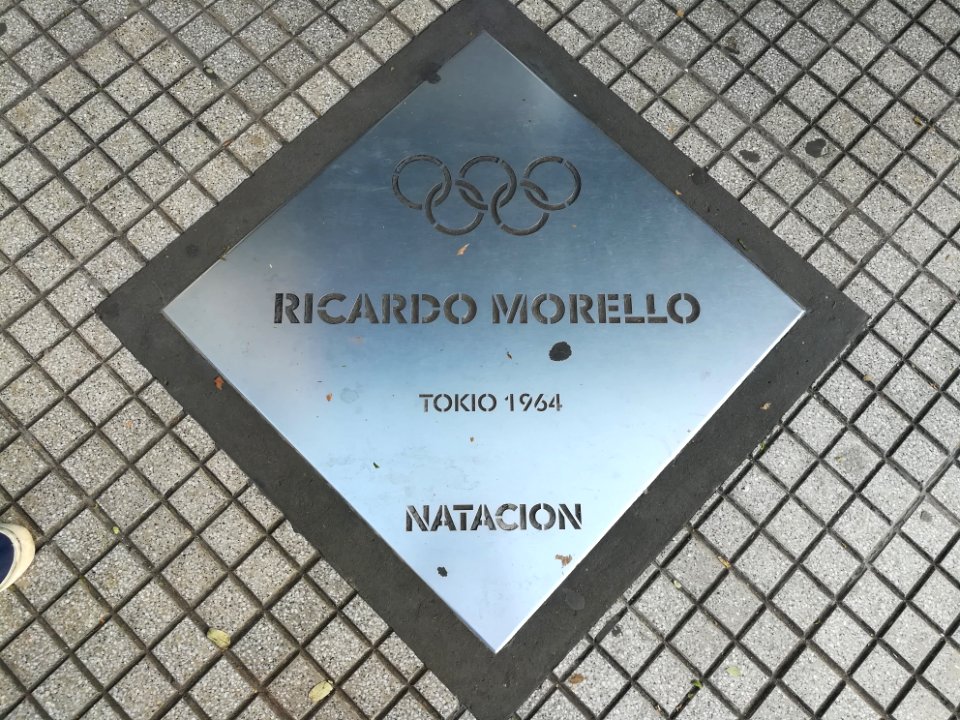 RICARDO MORELLO
TOKIO 1964
NATACION